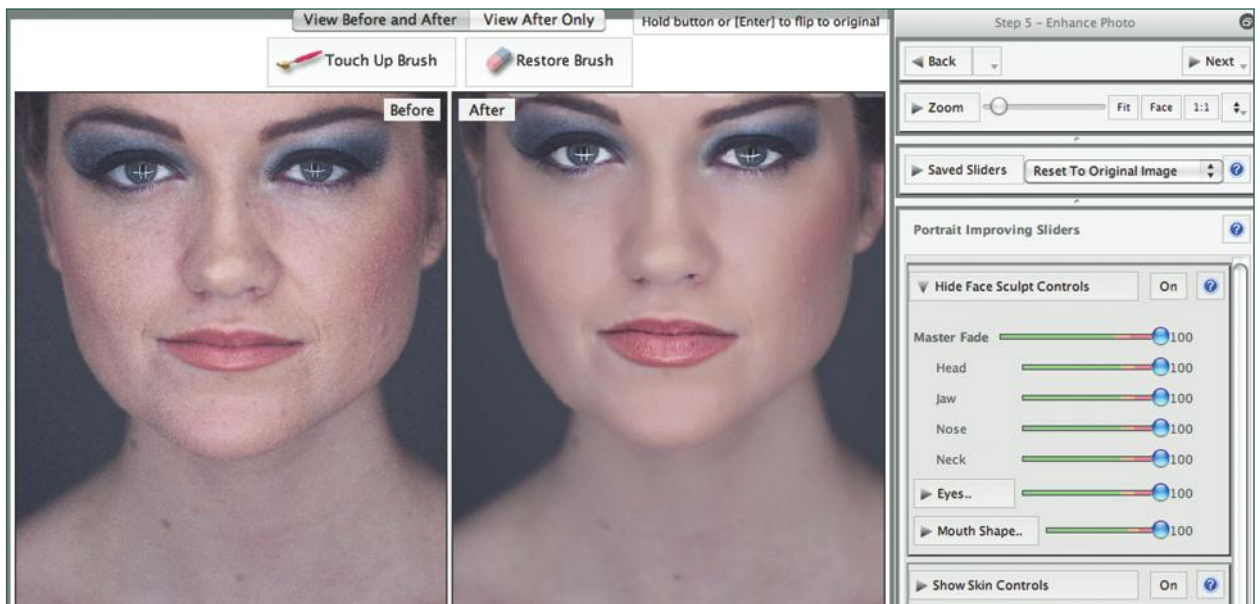 View Before and After View After Only Hold button or [Enter] to flip to original
Touch Up Brush Restore Brush
Before After
Step 5 – Enhance Photo
Back Next
Zoom Fit Face 1:1
Saved Sliders Reset To Original Image ?
Portrait Improving Sliders ?
Hide Face Sculpt Controls On ?
Master Fade 100
Head 100
Jaw 100
Nose 100
Neck 100
Eyes.. 100
Mouth Shape.. 100
Show Skin Controls On ?